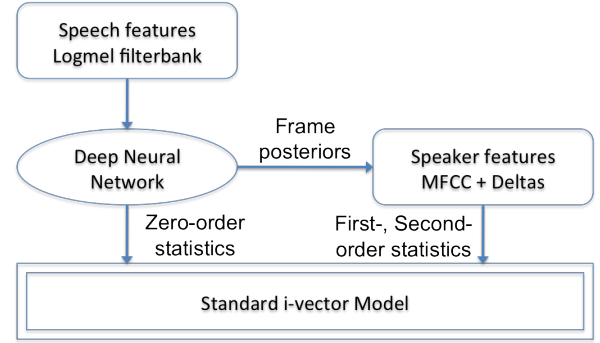 Speech features
Logmel filterbank
Frame
posteriors
Deep Neural
Network
Speaker features
MFCC + Deltas
Zero-order
statistics
First-, Second-
order statistics
Standard i-vector Model